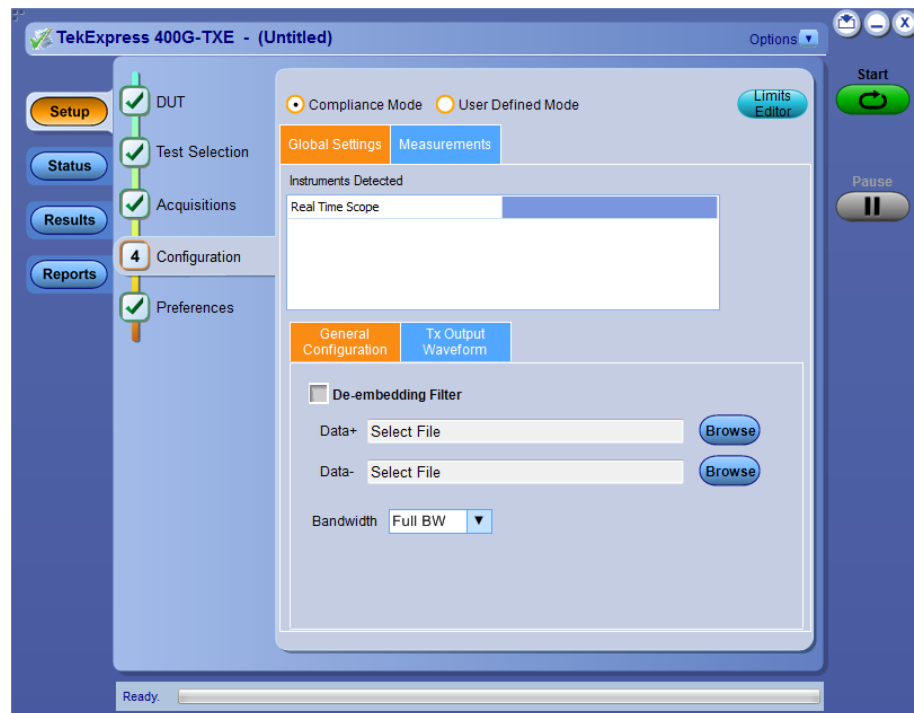 TekExpress 400G-TXE - (Untitled)
Options
Start
Pause
Setup
Status
Results
Reports
DUT
Test Selection
Acquisitions
4 Configuration
Preferences
Compliance Mode User Defined Mode
Limits
Editor
Global Settings Measurements
Instruments Detected
Real Time Scope
General
Configuration
Tx Output
Waveform
De-embedding Filter
Data+ Select File Browse
Data- Select File Browse
Bandwidth Full BW
Ready.